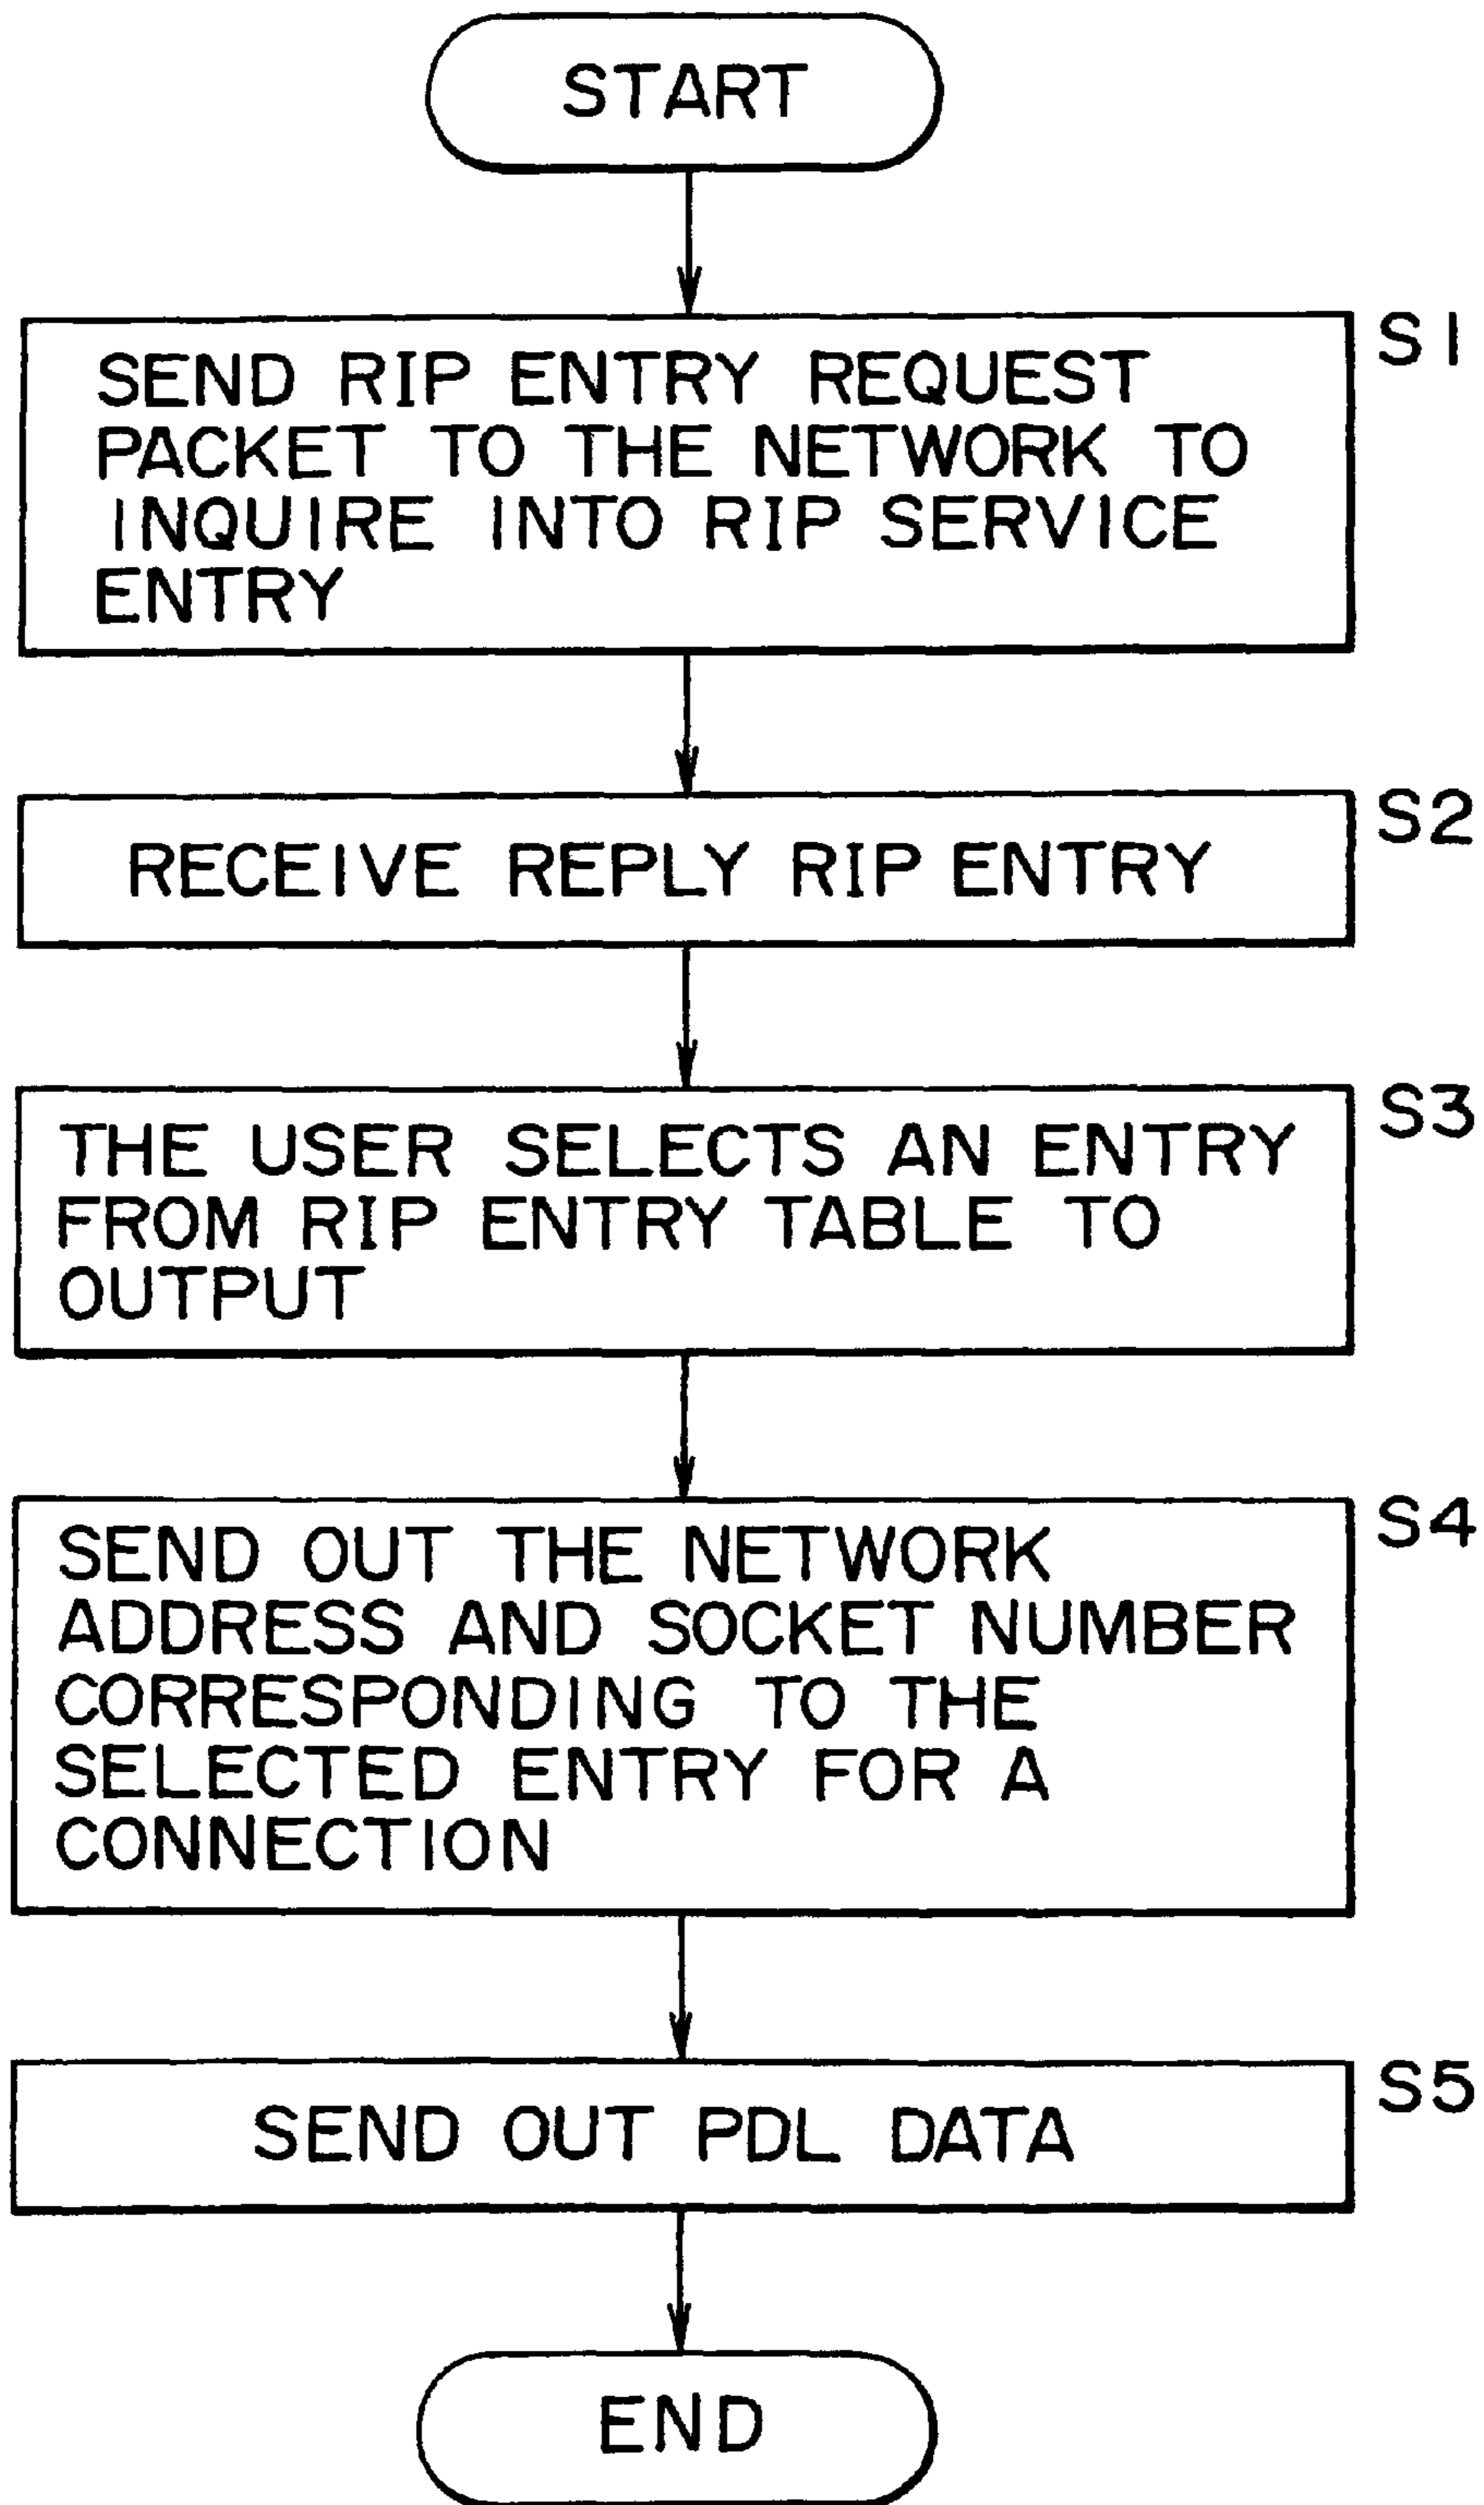 START
S1
SEND RIP ENTRY REQUEST
PACKET TO THE NETWORK TO
INQUIRE INTO RIP SERVICE
ENTRY
S2
RECEIVE REPLY RIP ENTRY
S3
THE USER SELECTS AN ENTRY
FROM RIP ENTRY TABLE TO
OUTPUT
S4
SEND OUT THE NETWORK
ADDRESS AND SOCKET NUMBER
CORRESPONDING TO THE
SELECTED ENTRY FOR A
CONNECTION
S5
SEND OUT PDL DATA
END